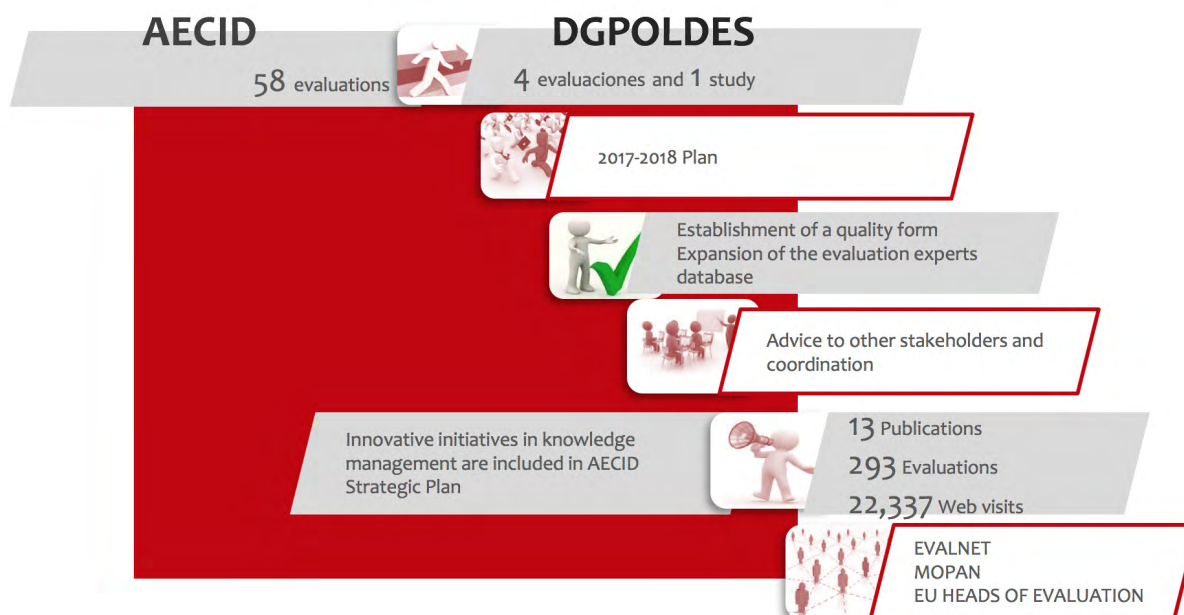 AECID
DGPOLDES
58 evaluations
4 evaluaciones and 1 study
2017-2018 Plan
Establishment of a quality form
Expansion of the evaluation experts
database
Advice to other stakeholders and
coordination
Innovative initiatives in knowledge
management are included in AECID
Strategic Plan
13 Publications
293 Evaluations
22,337 Web visits
EVALNET
MOPAN
EU HEADS OF EVALUATION